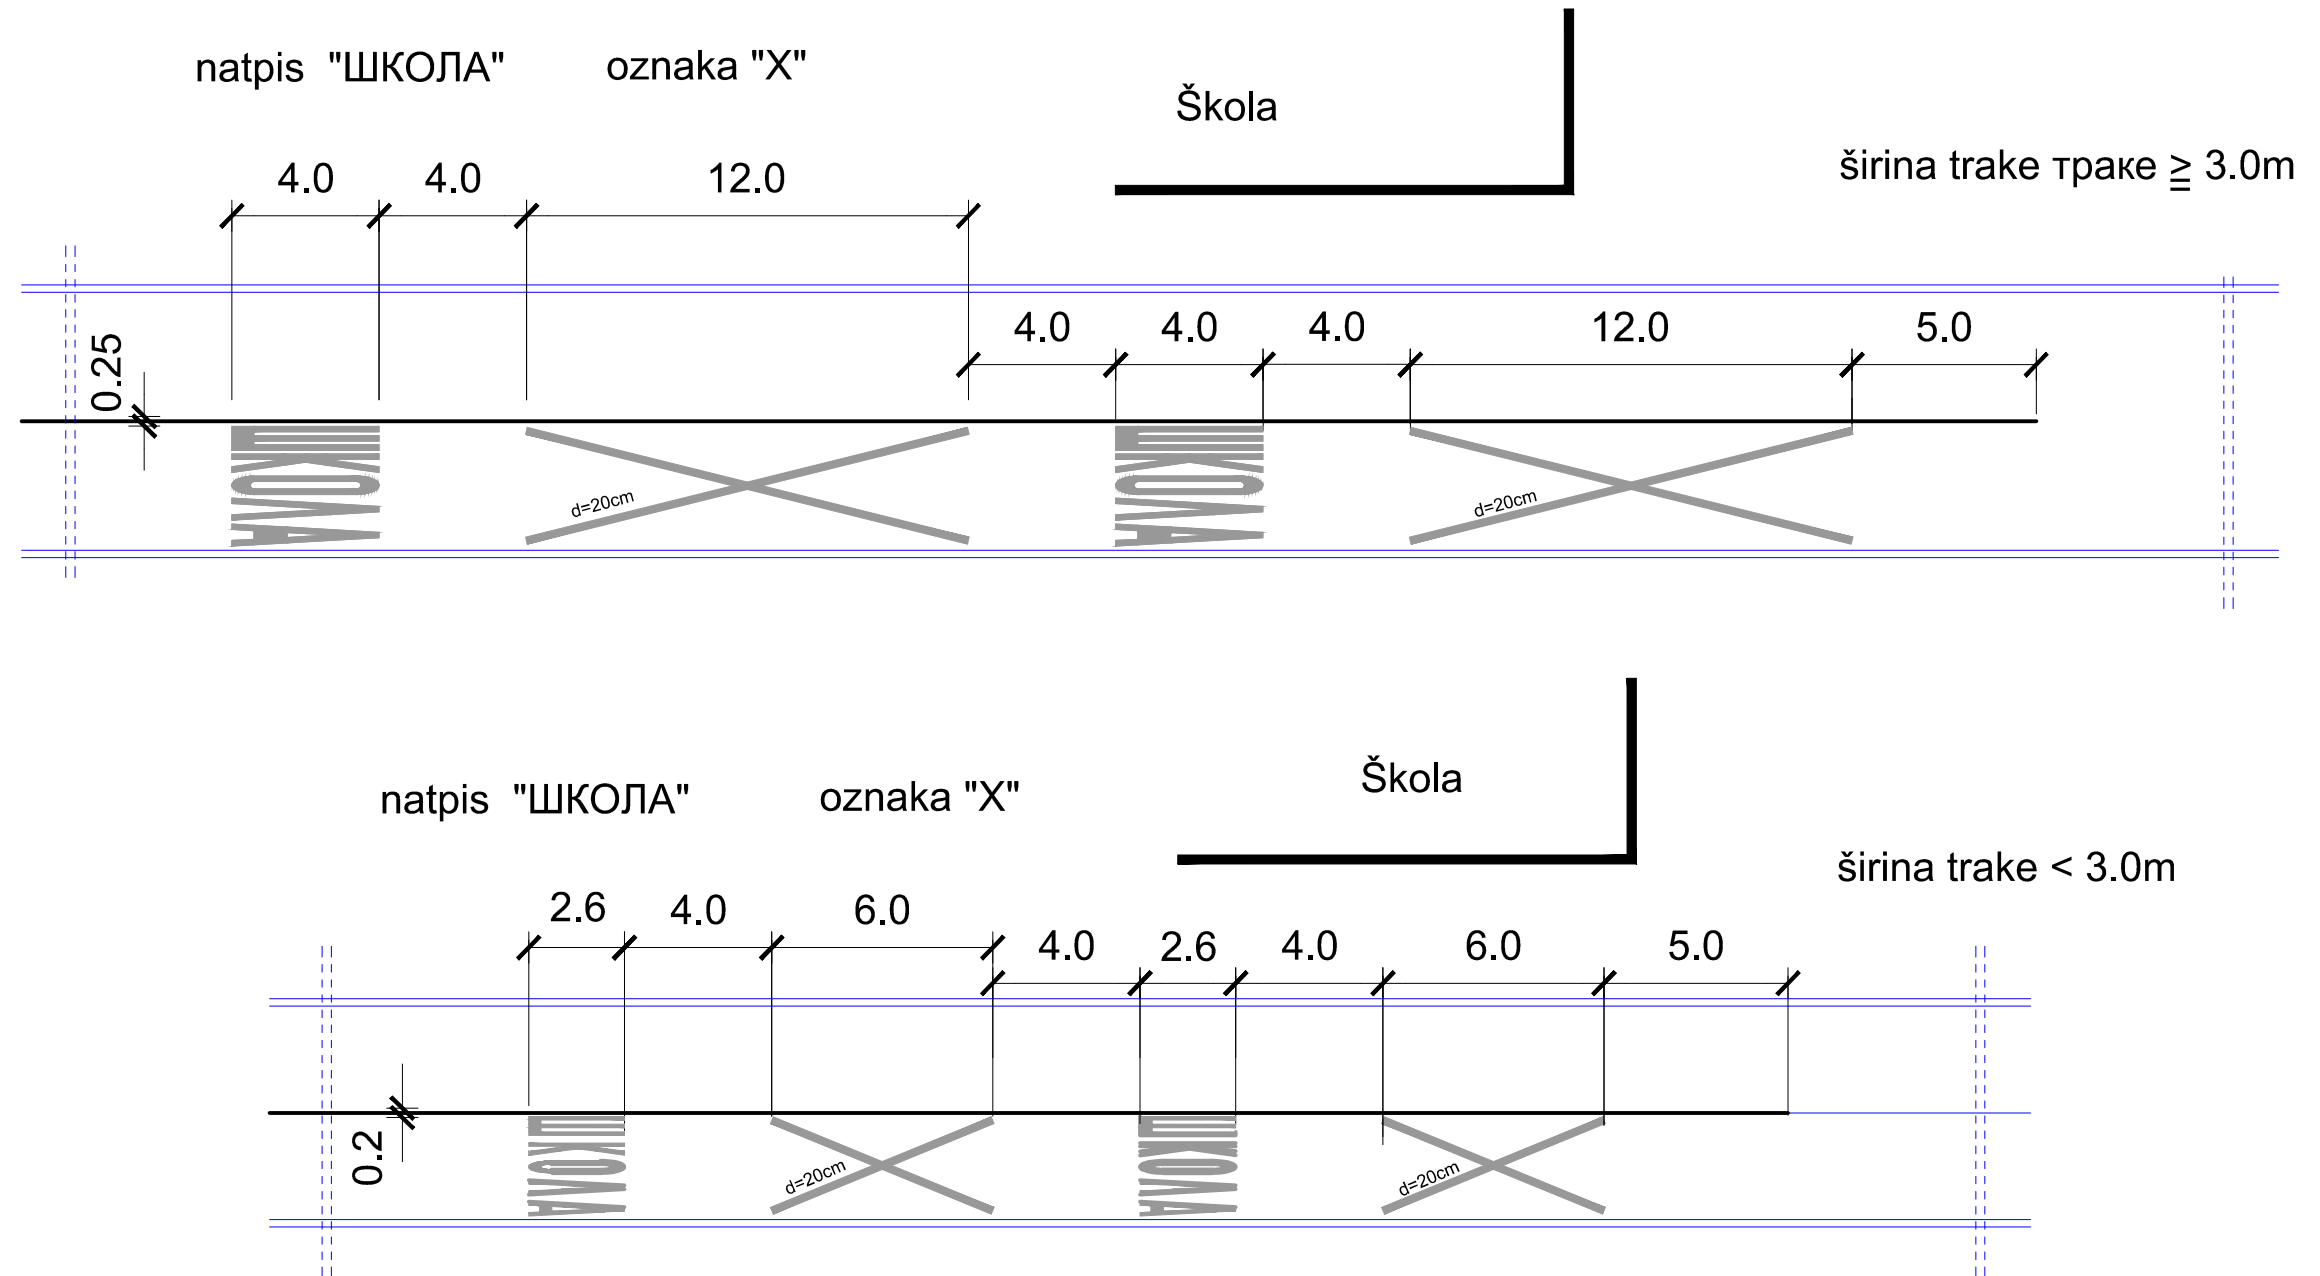 natpis "ШКОЛА" oznaka "X"
Škola
širina trake траке ≧ 3.0m
4.0 4.0 12.0
4.0 4.0 4.0 12.0 5.0
0.25
ШКОЛА d=20cm ШКОЛА d=20cm
Škola
natpis "ШКОЛА" oznaka "X"
širina trake < 3.0m
2.6 4.0 6.0
4.0 2.6 4.0 6.0 5.0
0.2
ШКОЛА d=20cm ШКОЛА d=20cm